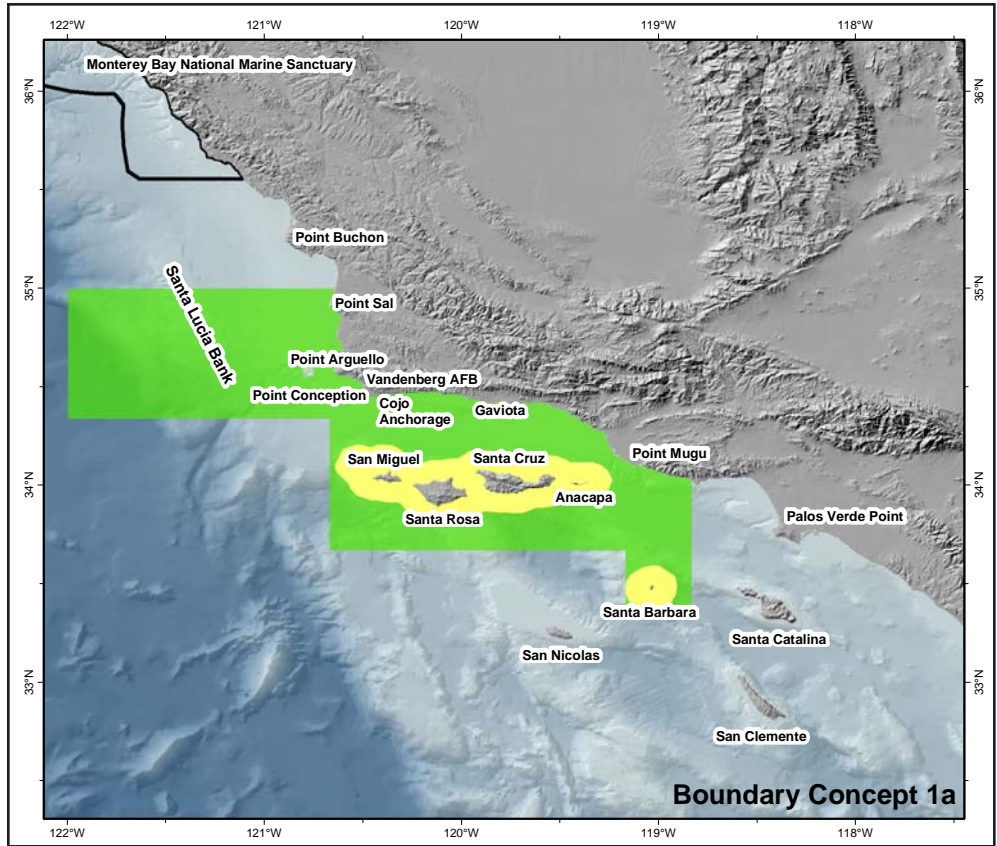 122°W 121°W 120°W 119°W 118°W
Monterey Bay National Marine Sanctuary
36°N 36°N
Point Buchon
35°N 35°N
Santa Lucia Bank
Point Sal
Point Arguello
Vandenberg AFB
Point Conception
Cojo
Anchorage
Gaviota
San Miguel
Santa Cruz
Point Mugu
34°N 34°N
Anacapa
Santa Rosa
Palos Verde Point
Santa Barbara
Santa Catalina
San Nicolas
33°N 33°N
San Clemente
Boundary Concept 1a
122°W 121°W 120°W 119°W 118°W